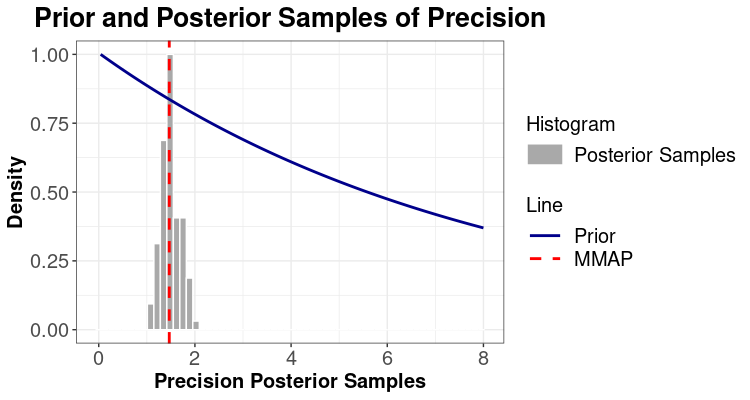 Prior and Posterior Samples of Precision
1.00
0.75
0.50
0.25
0.00
Density
0 2 4 6 8
Precision Posterior Samples
Histogram
Posterior Samples
Line
Prior
MMAP